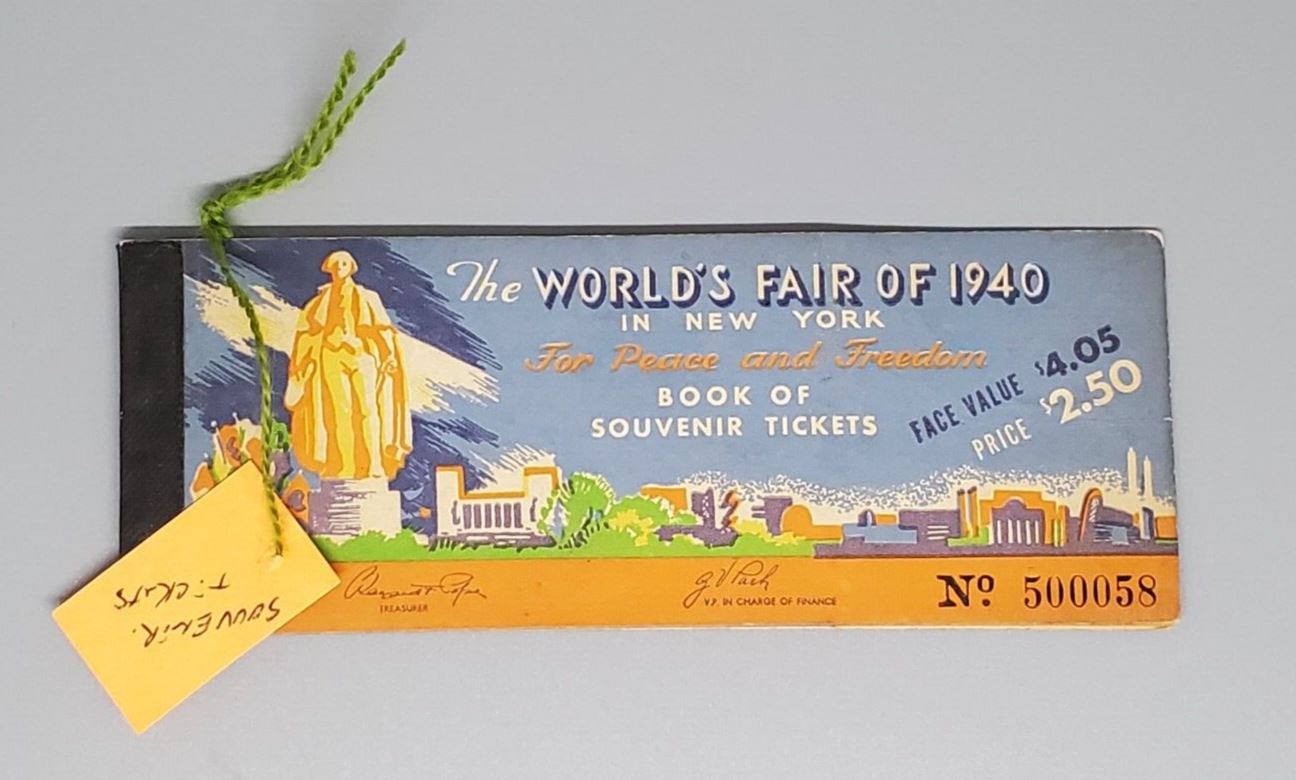 The WORLD'S FAIR OF 1940
IN NEW YORK
For Peace and Freedom
BOOK OF
SOUVENIR TICKETS
FACE VALUE $4.05
PRICE $2.50
TREASURER
V.P. IN CHARGE OF FINANCE
Nº 500058
SOUVENIR.
TiCKETS